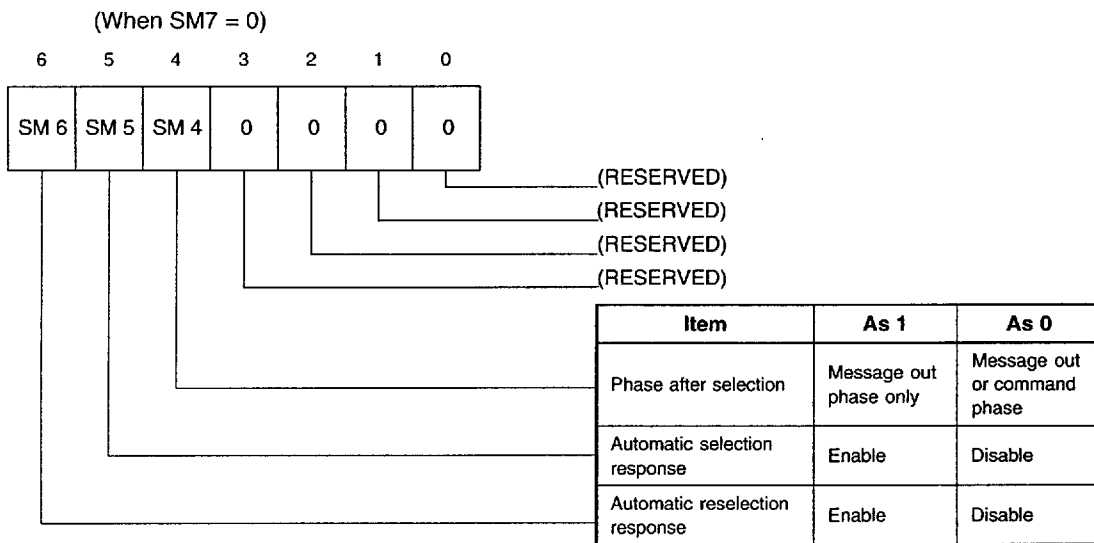 (When SM7 = 0)
6 5 4 3 2 1 0
SM 6 SM 5 SM 4 0 0 0 0
(RESERVED)
(RESERVED)
(RESERVED)
(RESERVED)
Item As 1 As 0
Phase after selection Message out phase only Message out or command phase
Automatic selection response Enable Disable
Automatic reselection response Enable Disable